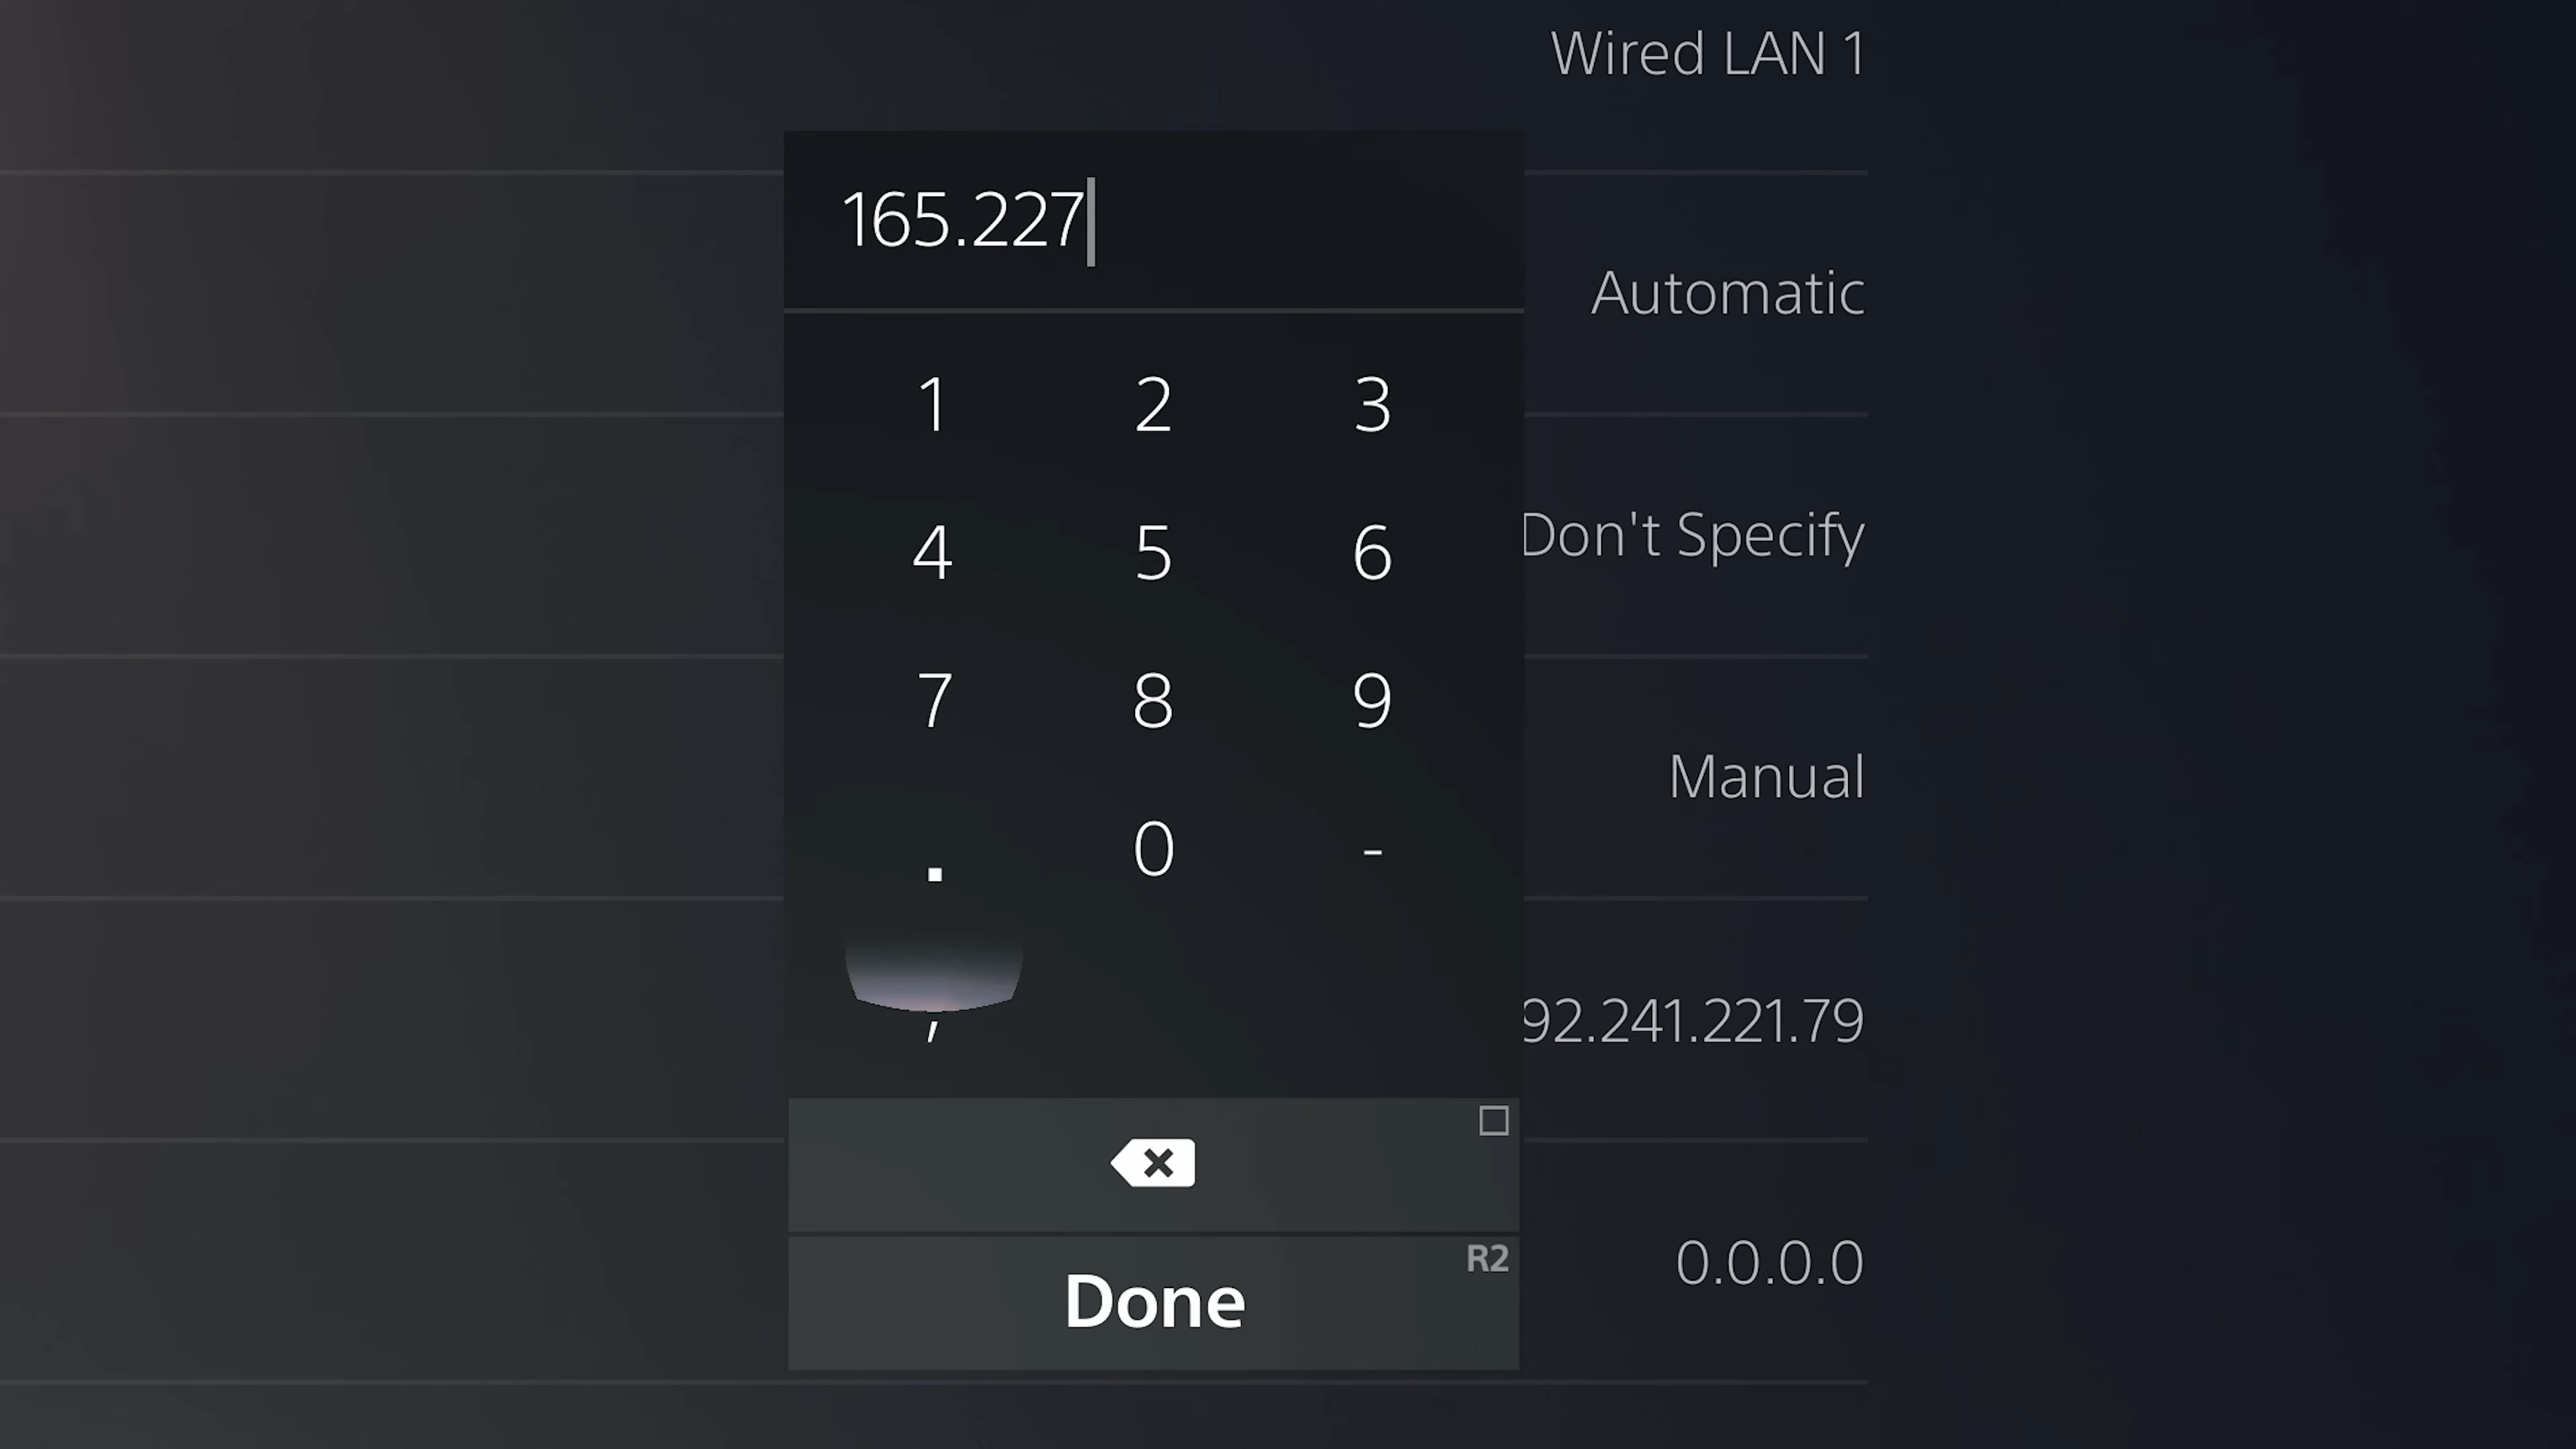 Wired LAN 1
165.227
Automatic
1 2 3
4 5 6
Don't Specify
7 8 9
Manual
. 0 -
,
92.241.221.79
R2
Done
0.0.0.0